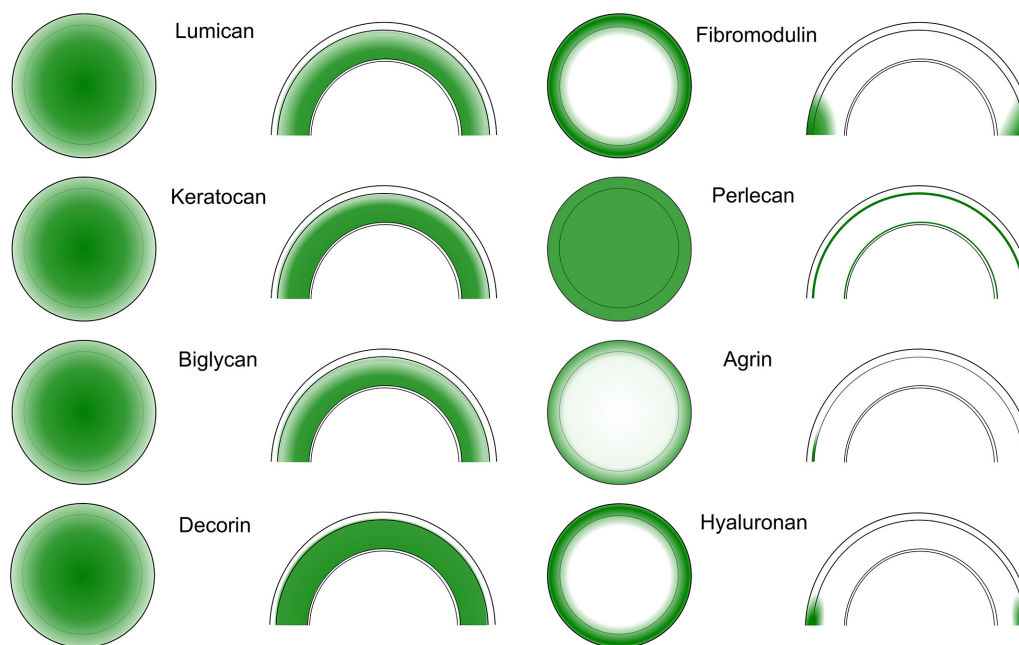 Lumican
Fibromodulin
Keratocan
Perlecan
Biglycan
Agrin
Decorin
Hyaluronan